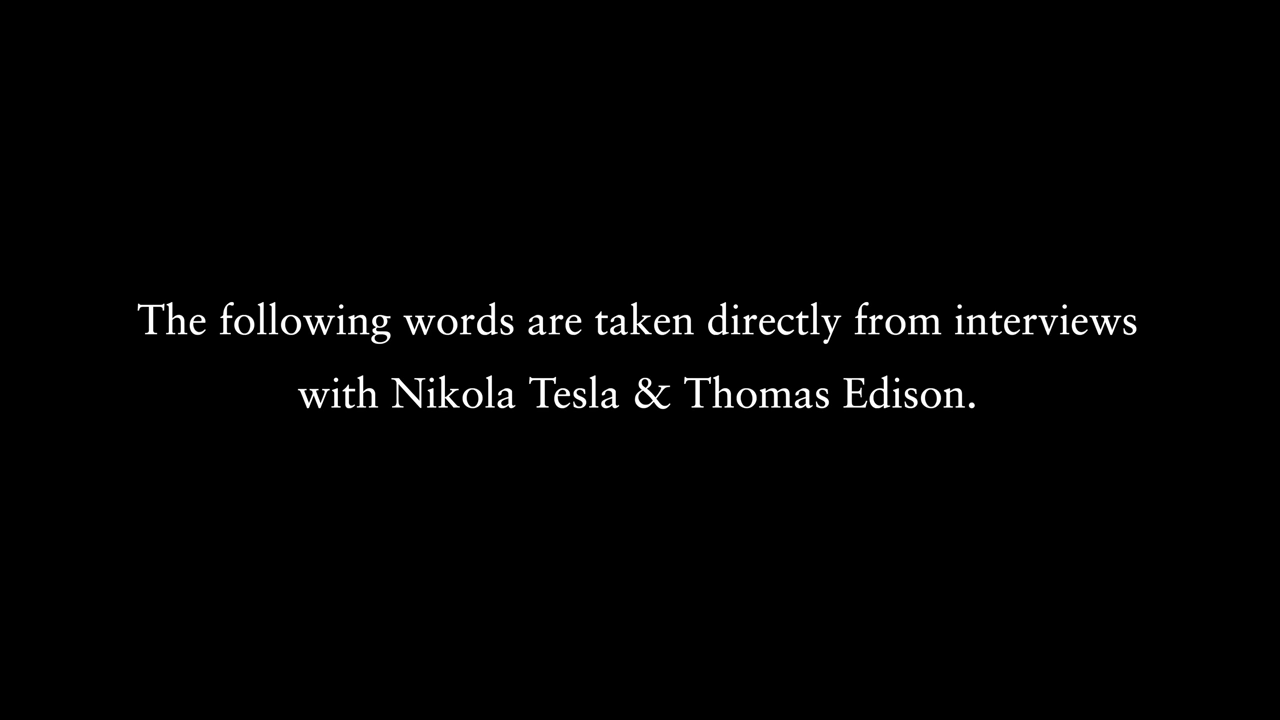 The following words are taken directly from interviews
with Nikola Tesla & Thomas Edison.